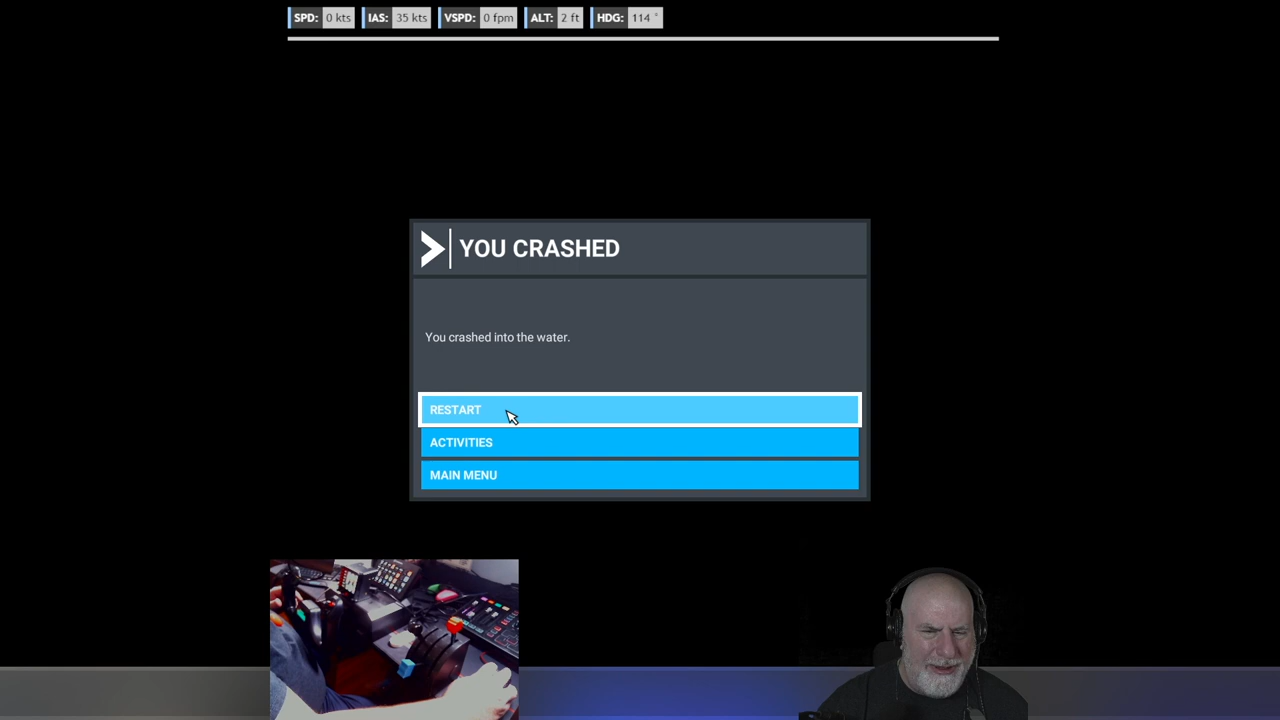 SPD: 0 kts IAS: 35 kts VSPD: 0 fpm ALT: 2 ft HDG: 114 °
YOU CRASHED
You crashed into the water.
RESTART
ACTIVITIES
MAIN MENU